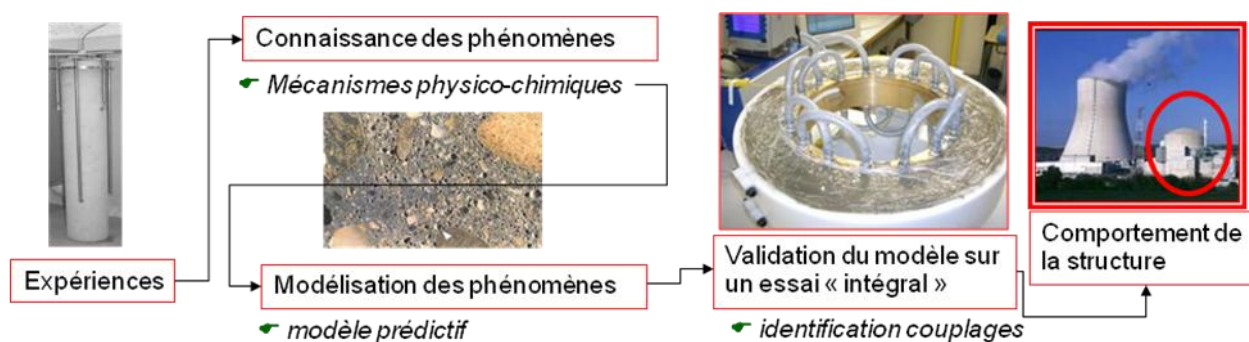 Expériences
Connaissance des phénomènes
Mécanismes physico-chimiques
Modélisation des phénomènes
modèle prédictif
Validation du modèle sur
un essai « intégral »
identification couplages
Comportement de
la structure